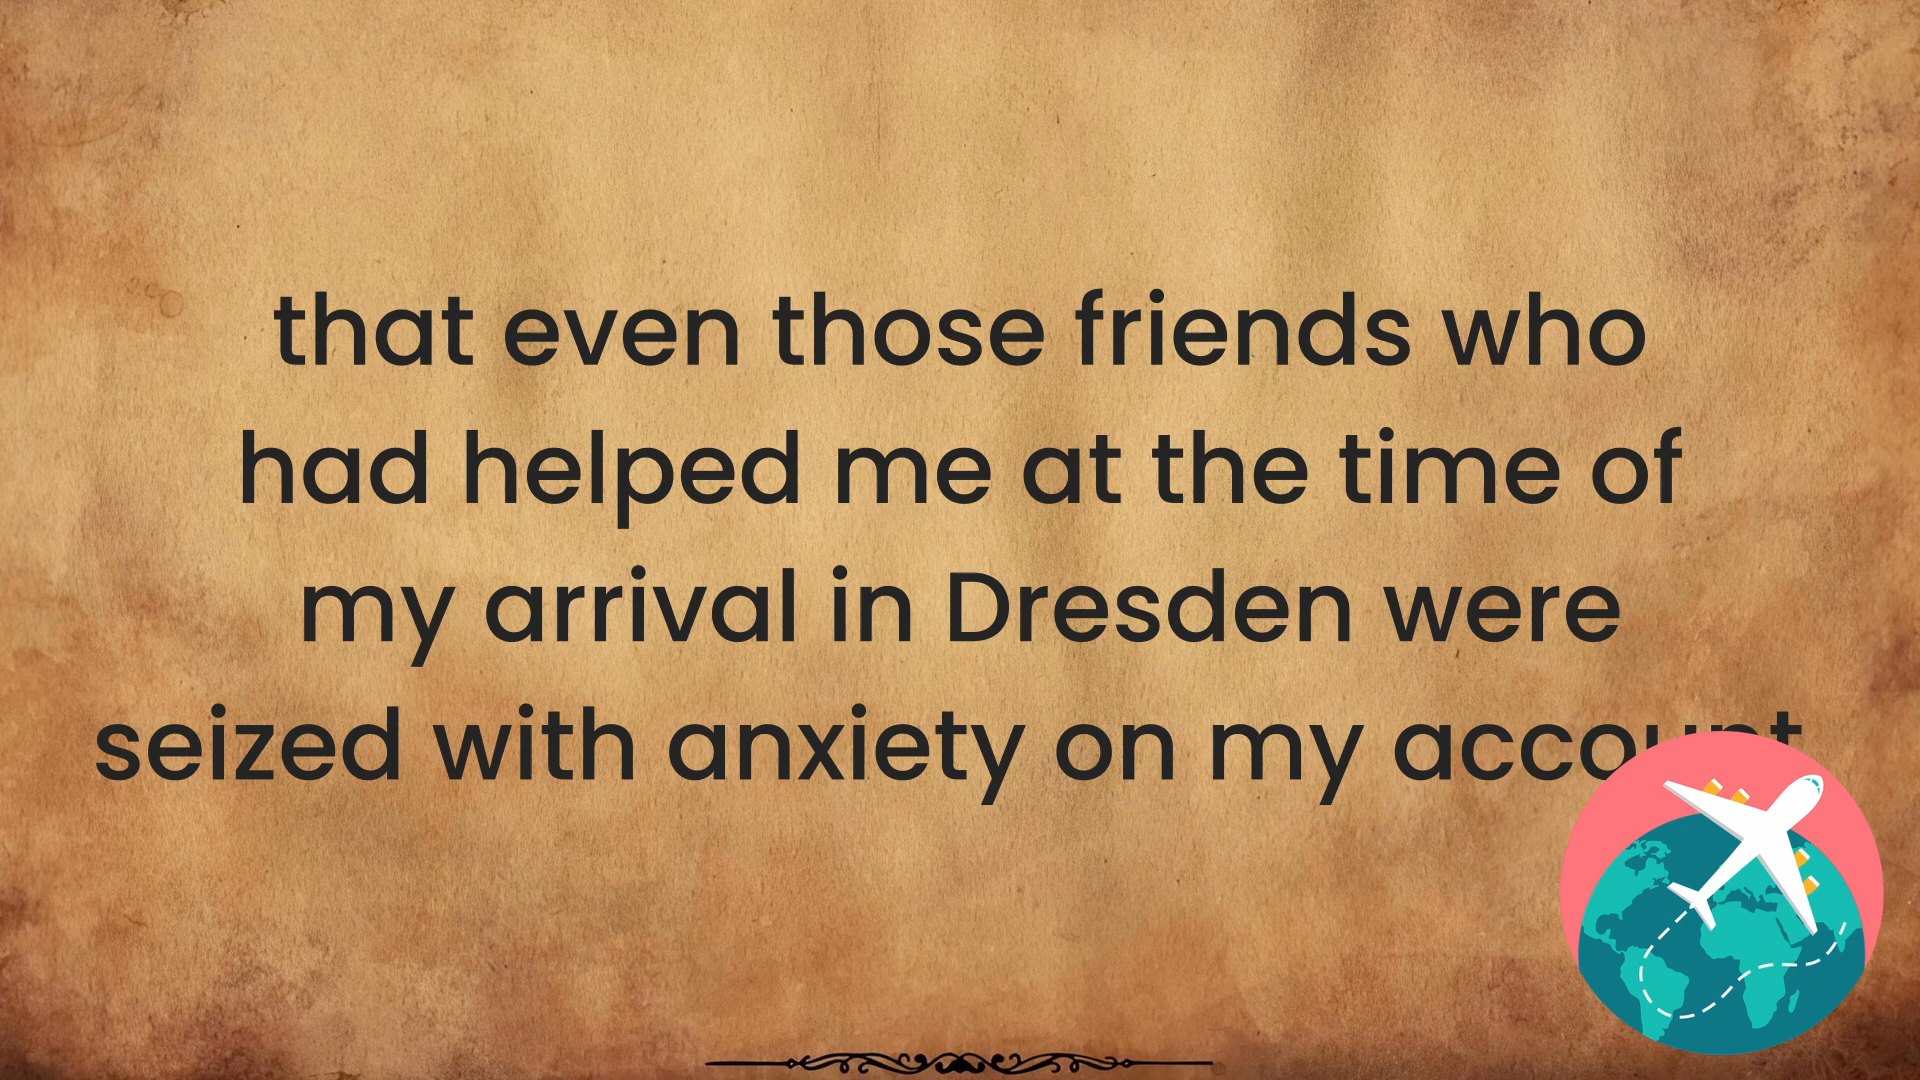 that even those friends who
had helped me at the time of
my arrival in Dresden were
seized with anxiety on my account